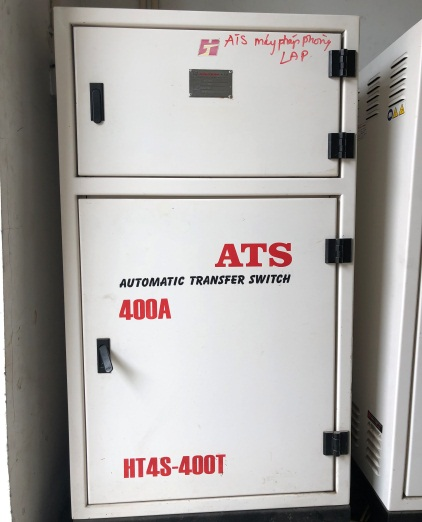 ATS máy phát phòng
LAP
ATS
AUTOMATIC TRANSFER SWITCH
400A
HT4S-400T